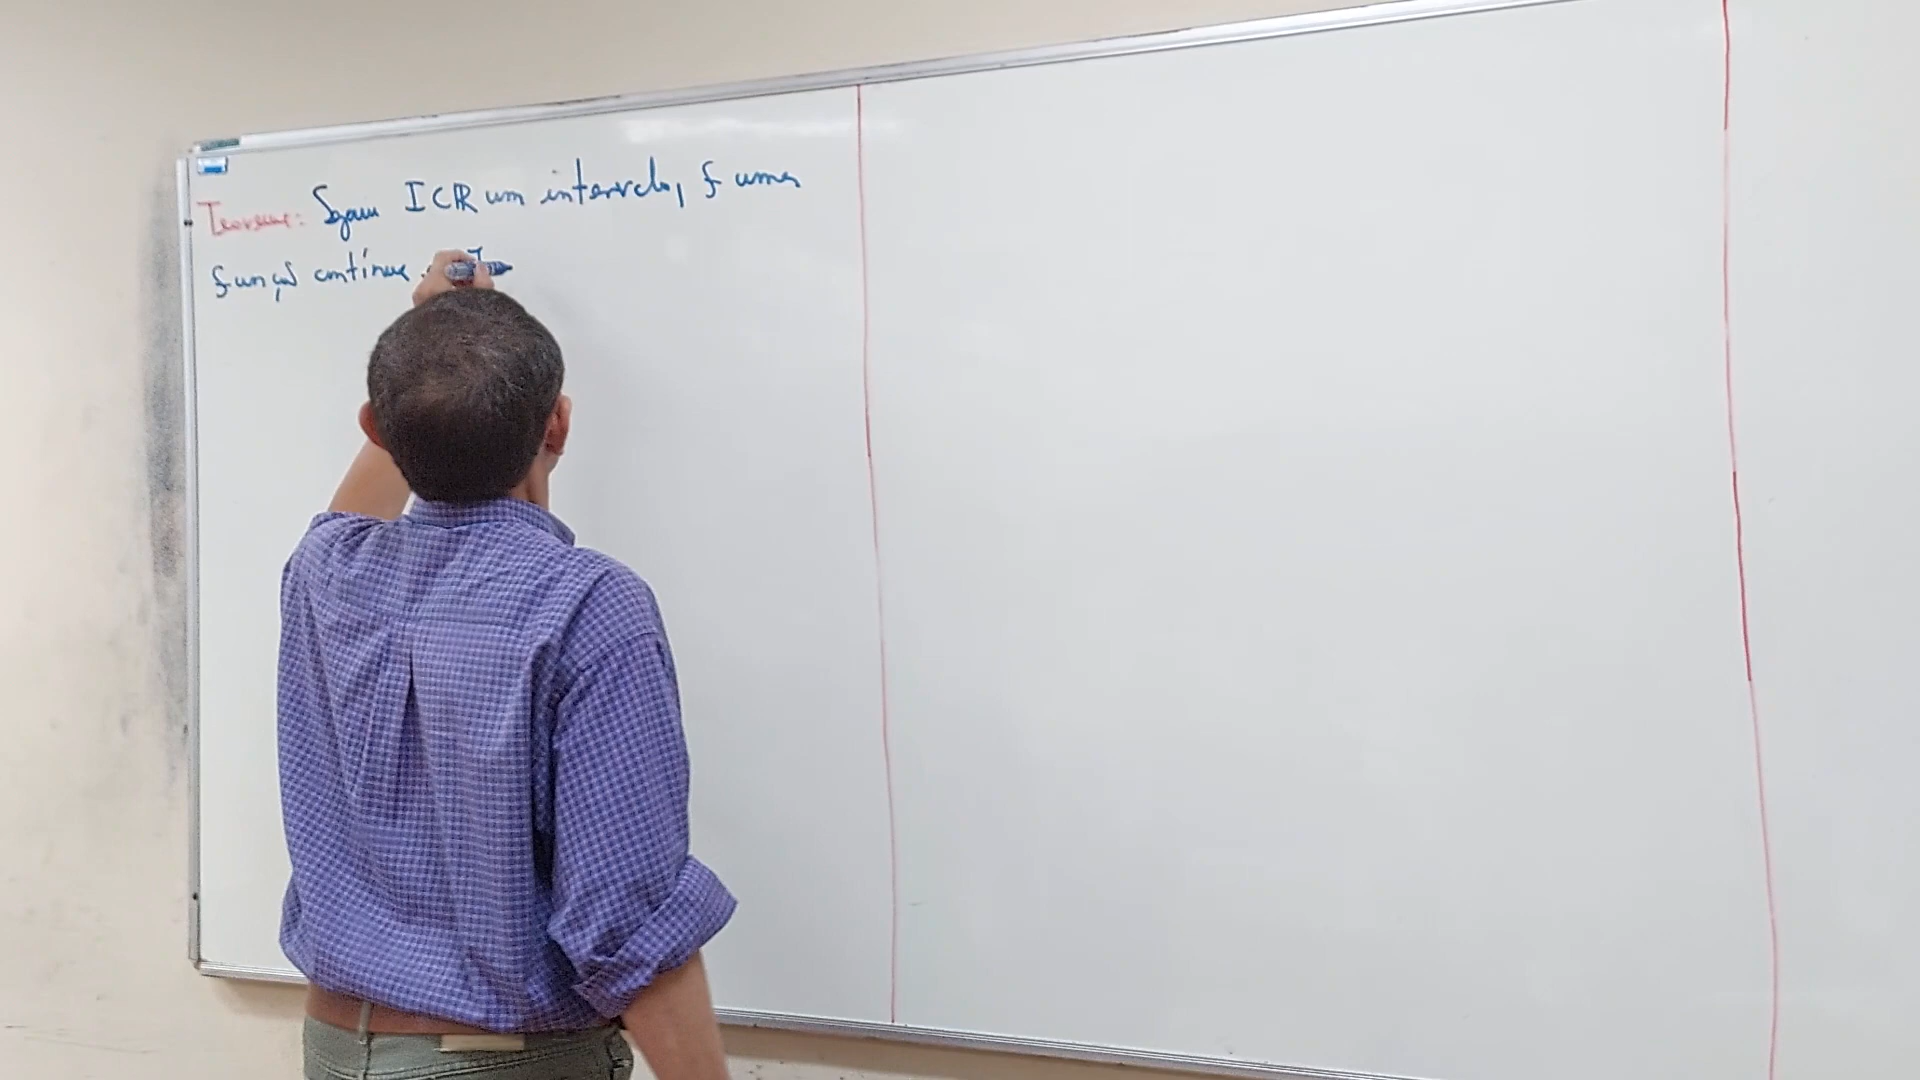 Teorema: Sejam I⊂ℝ um intervalo, f uma
função contínua